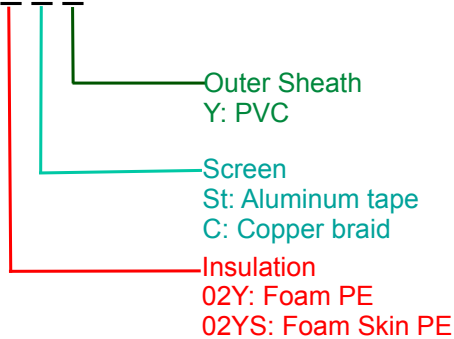 Outer Sheath
Y: PVC
Screen
St: Aluminum tape
C: Copper braid
Insulation
02Y: Foam PE
02YS: Foam Skin PE